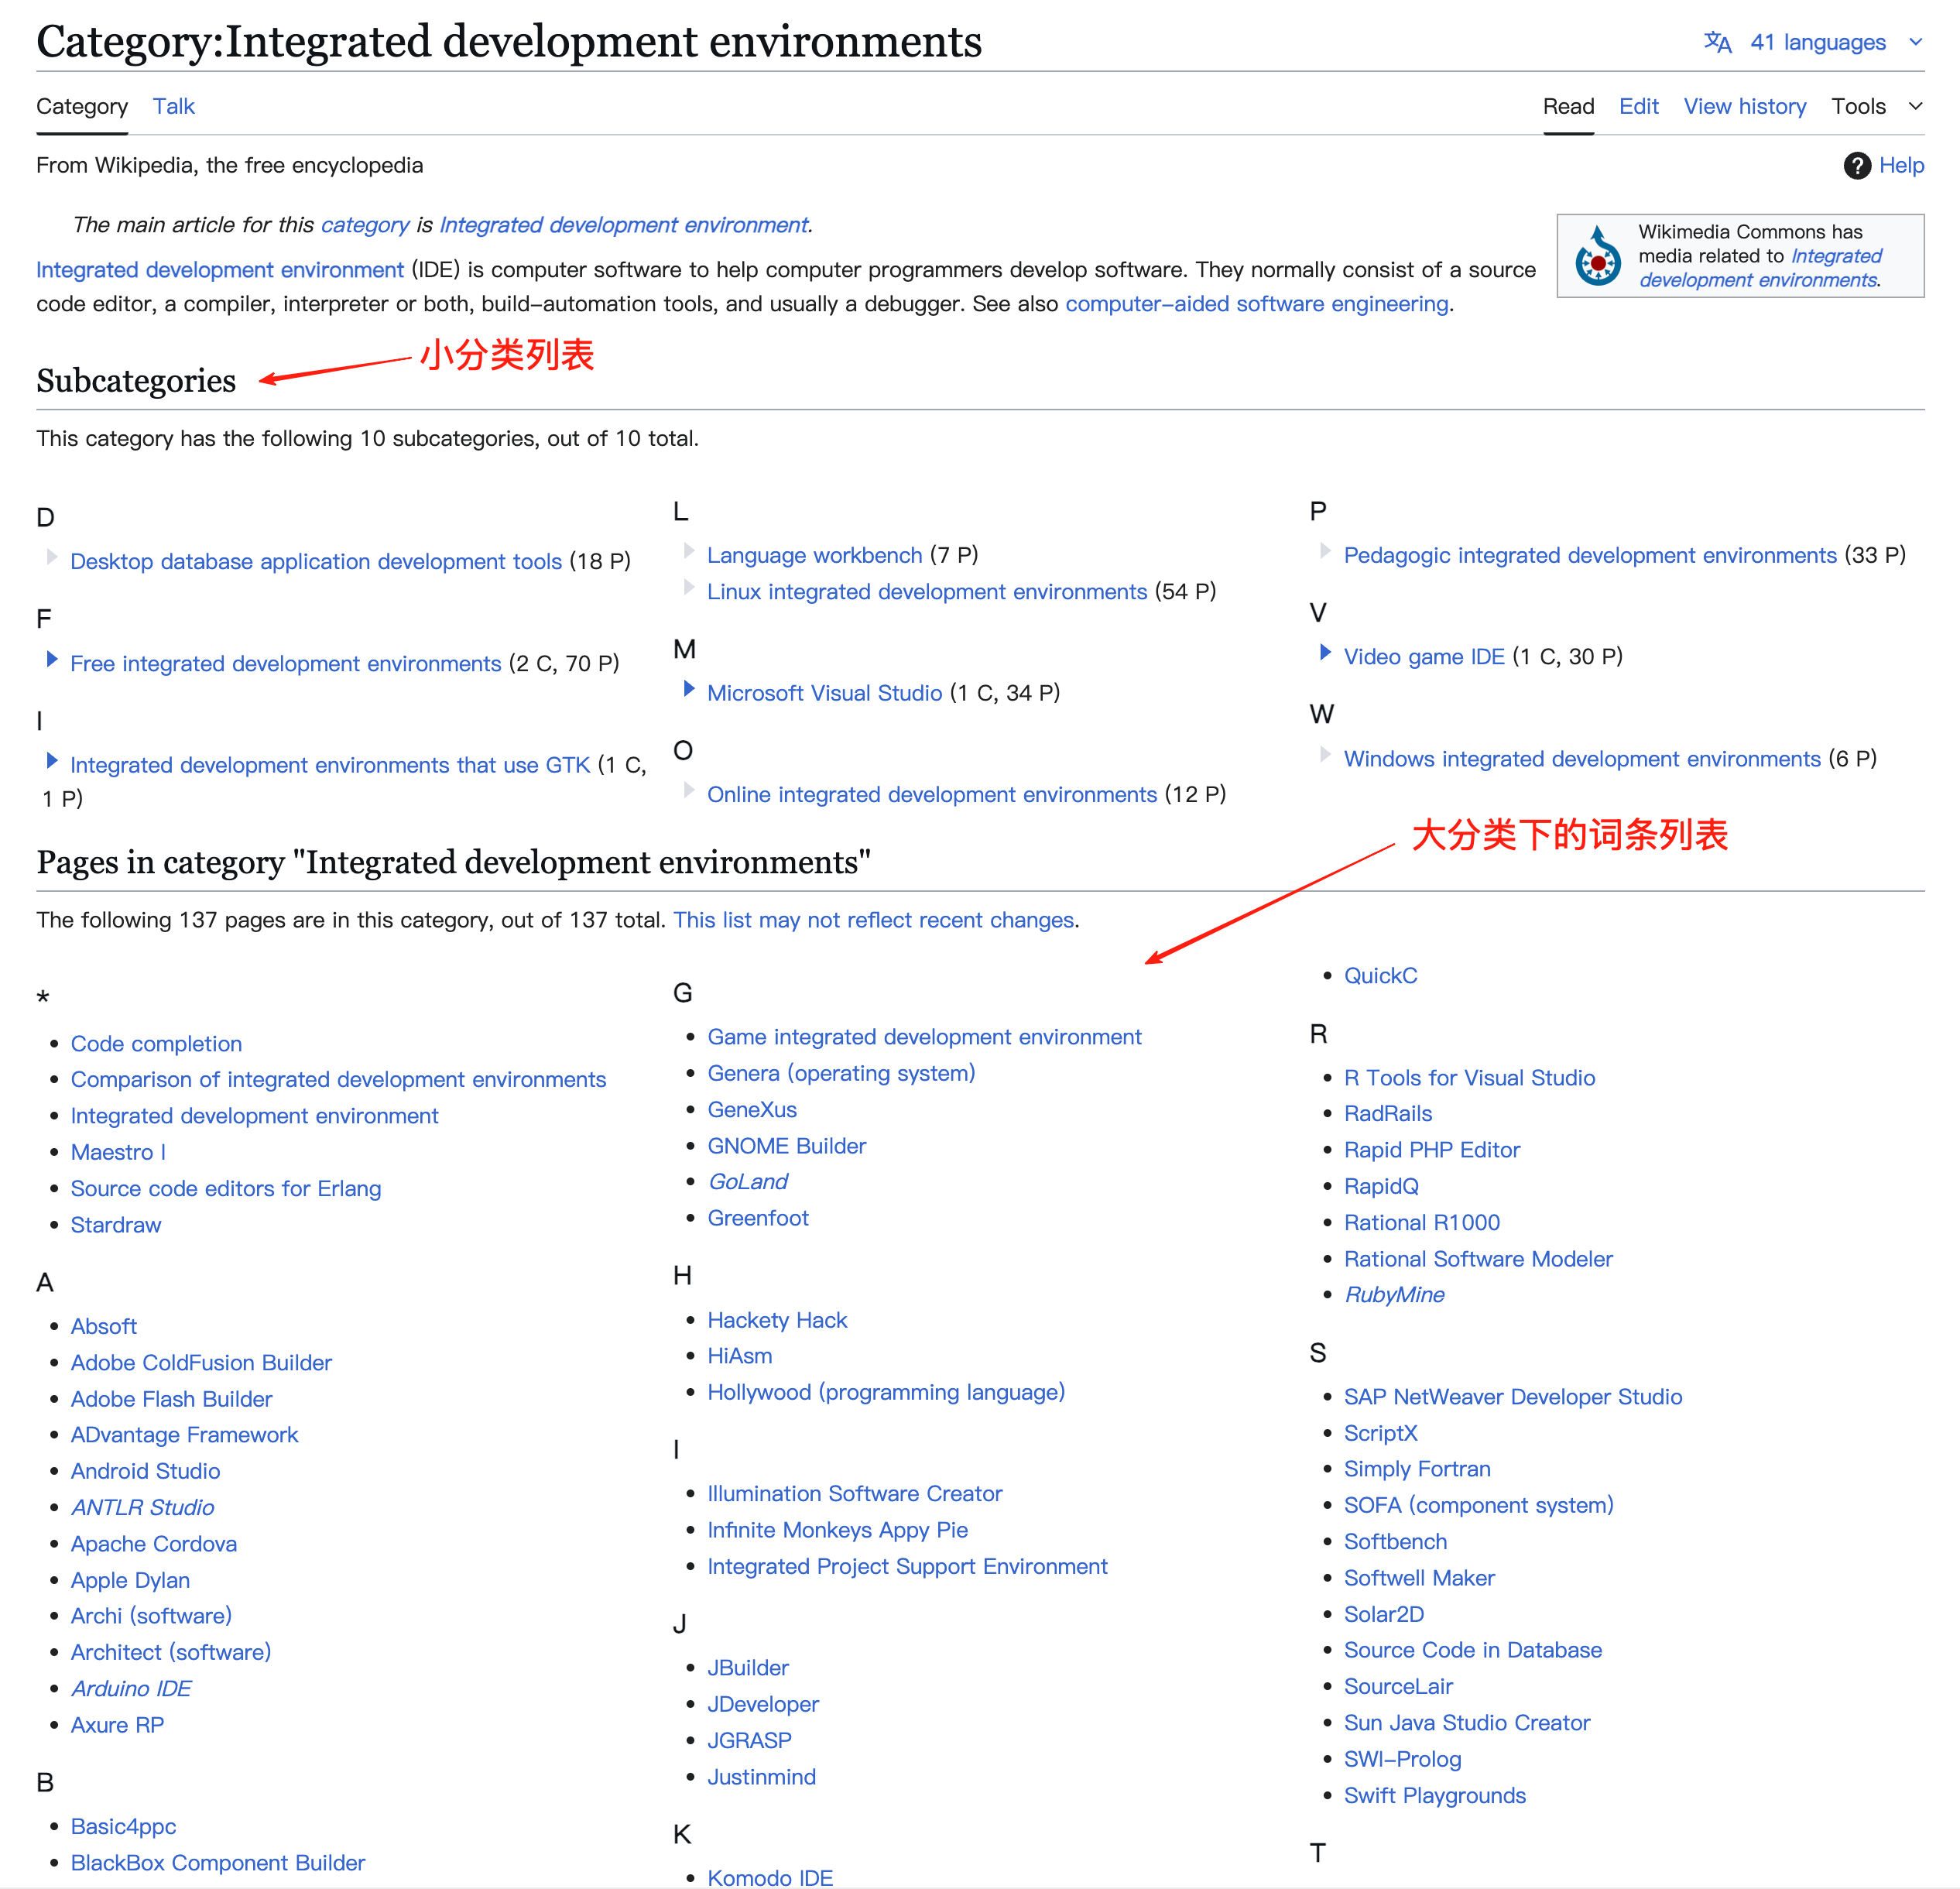 Category:Integrated development environments
41 languages
Category Talk
Read Edit View history Tools
From Wikipedia, the free encyclopedia
Help
The main article for this category is Integrated development environment.
Integrated development environment (IDE) is computer software to help computer programmers develop software. They normally consist of a source
code editor, a compiler, interpreter or both, build-automation tools, and usually a debugger. See also computer-aided software engineering.
Wikimedia Commons has
media related to Integrated
development environments.
小分类列表
Subcategories
This category has the following 10 subcategories, out of 10 total.
D
Desktop database application development tools (18 P)
F
Free integrated development environments (2 C, 70 P)
I
Integrated development environments that use GTK (1 C,
1 P)
L
Language workbench (7 P)
Linux integrated development environments (54 P)
M
Microsoft Visual Studio (1 C, 34 P)
O
Online integrated development environments (12 P)
P
Pedagogic integrated development environments (33 P)
V
Video game IDE (1 C, 30 P)
W
Windows integrated development environments (6 P)
大分类下的词条列表
Pages in category "Integrated development environments"
The following 137 pages are in this category, out of 137 total. This list may not reflect recent changes.
*
Code completion
Comparison of integrated development environments
Integrated development environment
Maestro I
Source code editors for Erlang
Stardraw
A
Absoft
Adobe ColdFusion Builder
Adobe Flash Builder
ADvantage Framework
Android Studio
ANTLR Studio
Apache Cordova
Apple Dylan
Archi (software)
Architect (software)
Arduino IDE
Axure RP
B
Basic4ppc
BlackBox Component Builder
G
Game integrated development environment
Genera (operating system)
GeneXus
GNOME Builder
GoLand
Greenfoot
H
Hackety Hack
HiAsm
Hollywood (programming language)
I
Illumination Software Creator
Infinite Monkeys Appy Pie
Integrated Project Support Environment
J
JBuilder
JDeveloper
JGRASP
Justinmind
K
Komodo IDE
QuickC
R
R Tools for Visual Studio
RadRails
Rapid PHP Editor
RapidQ
Rational R1000
Rational Software Modeler
RubyMine
S
SAP NetWeaver Developer Studio
ScriptX
Simply Fortran
SOFA (component system)
Softbench
Softwell Maker
Solar2D
Source Code in Database
SourceLair
Sun Java Studio Creator
SWI-Prolog
Swift Playgrounds
T